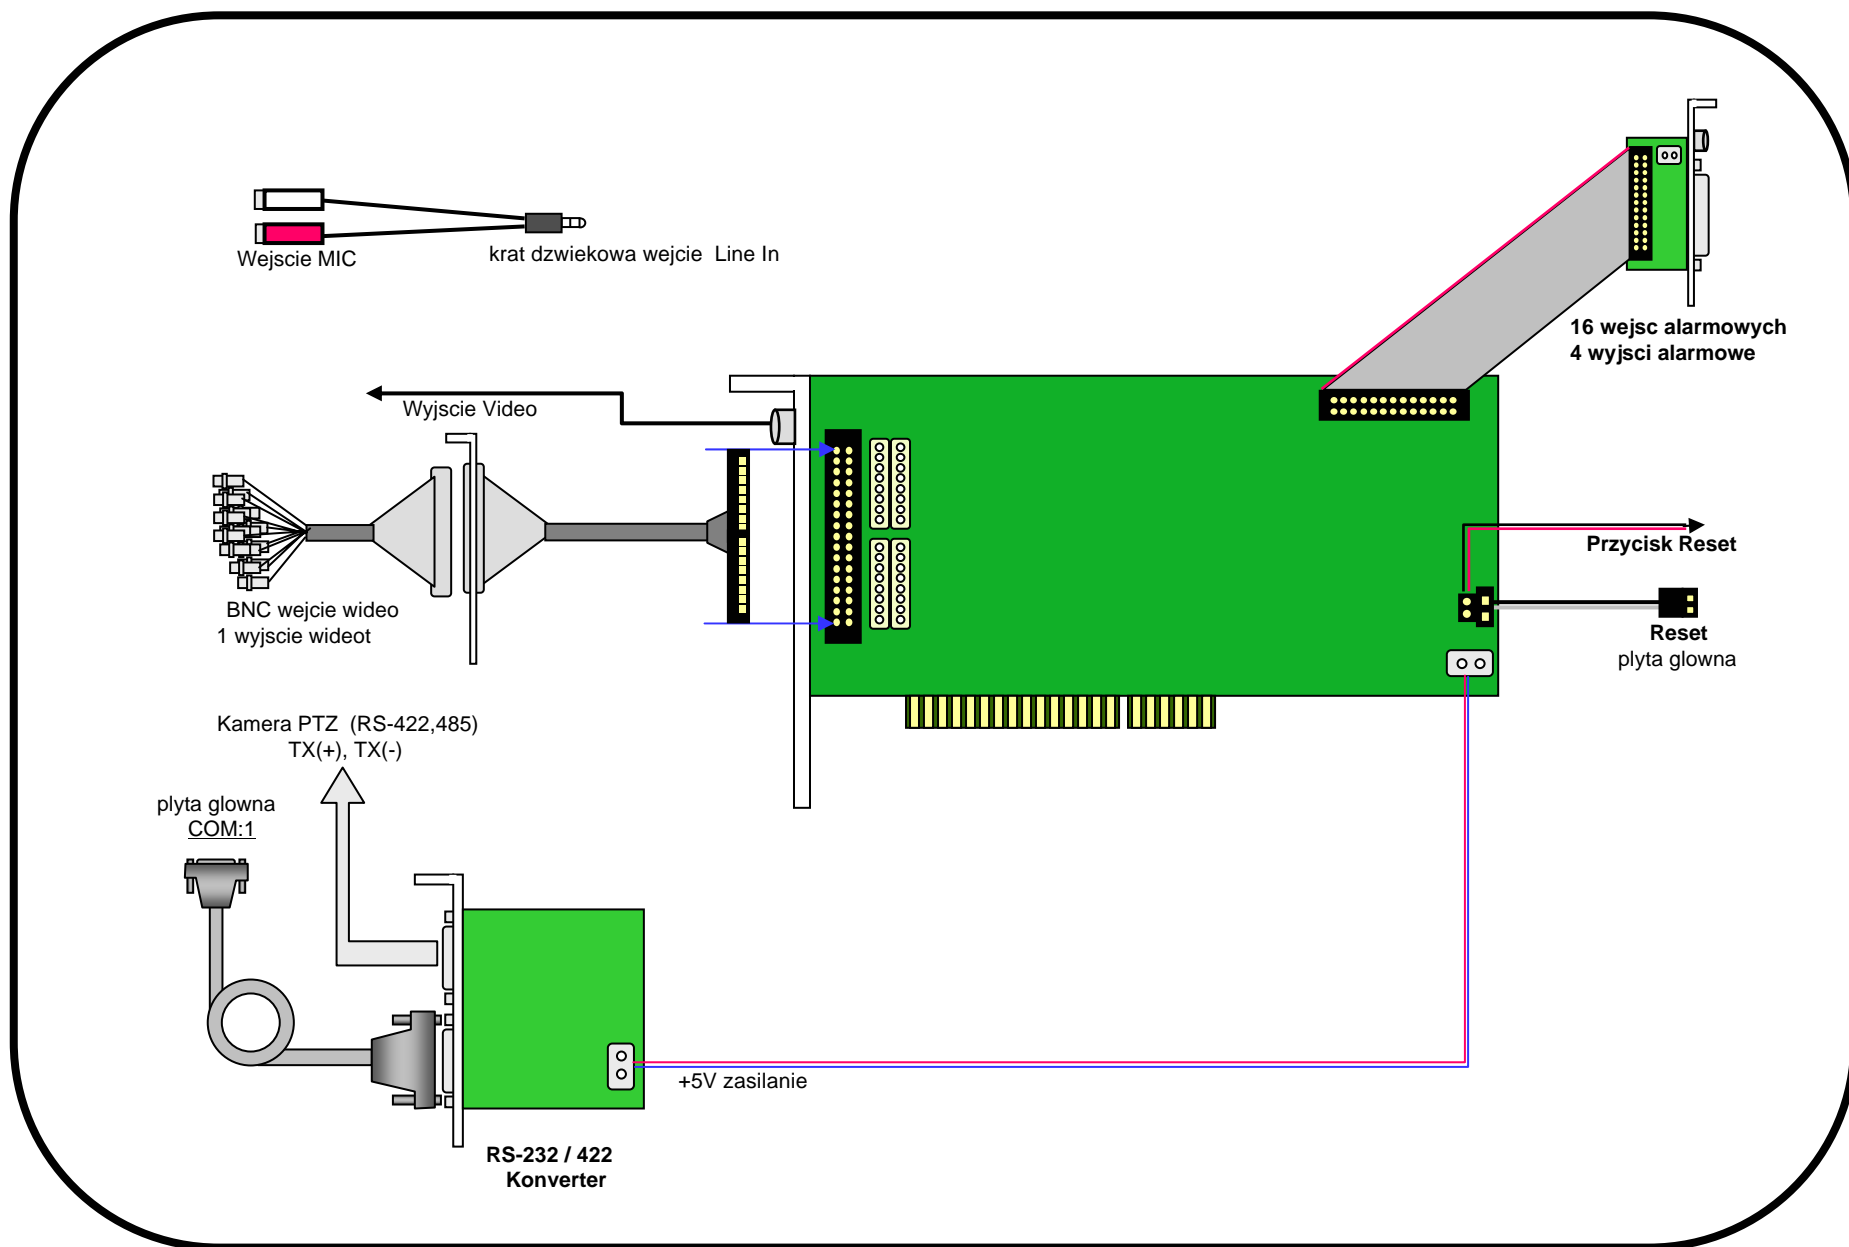 Wejscie MIC
krat dzwiekowa wejcie Line In
16 wejsc alarmowych
4 wyjsci alarmowe
Wyjscie Video
Przycisk Reset
BNC wejcie wideo
1 wyjscie wideot
Reset
plyta glowna
Kamera PTZ (RS-422,485)
TX(+), TX(-)
plyta glowna
COM:1
+5V zasilanie
RS-232 / 422
Konverter